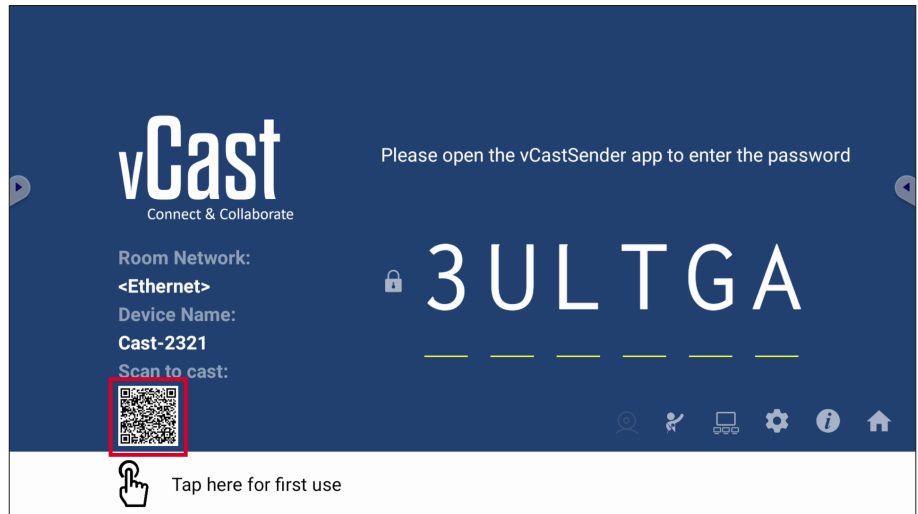 vCast
Connect & Collaborate
Please open the vCastSender app to enter the password
Room Network:
<Ethernet>
Device Name:
Cast-2321
Scan to cast:
3ULTGA
Tap here for first use